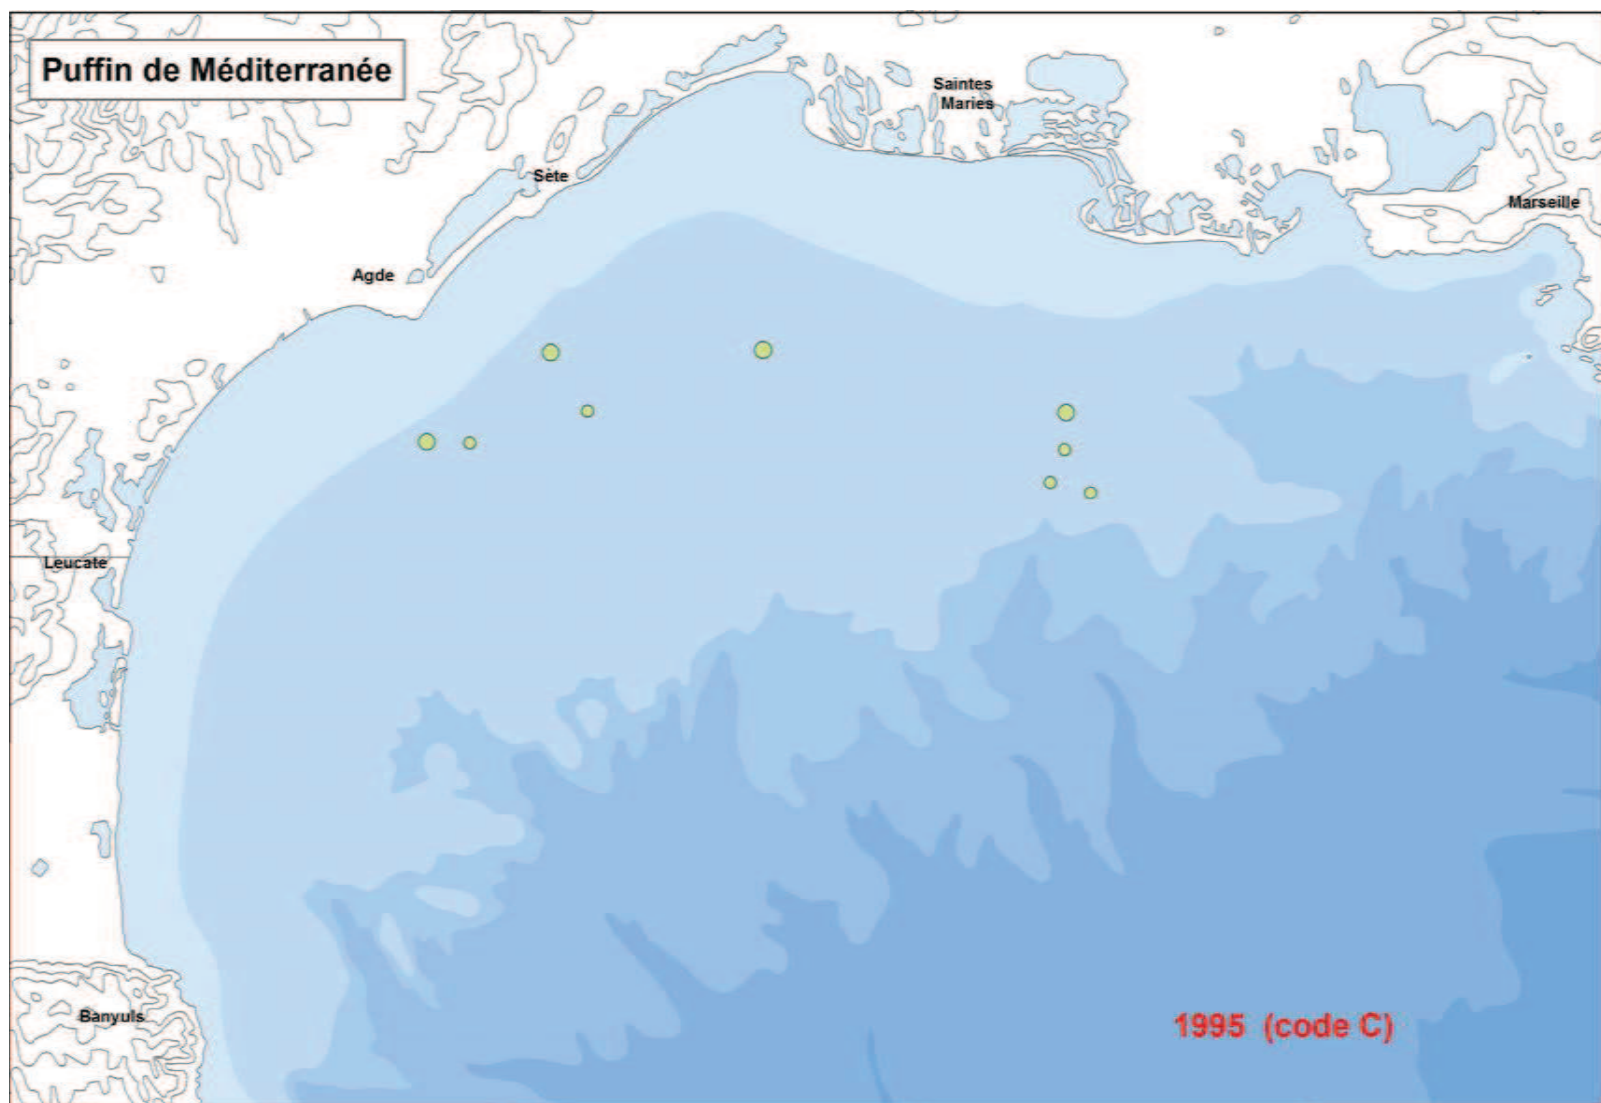 Puffin de Méditerranée
Saintes
Maries
Sète
Marseille
Agde
Leucate
Banyuls
1995 (code C)